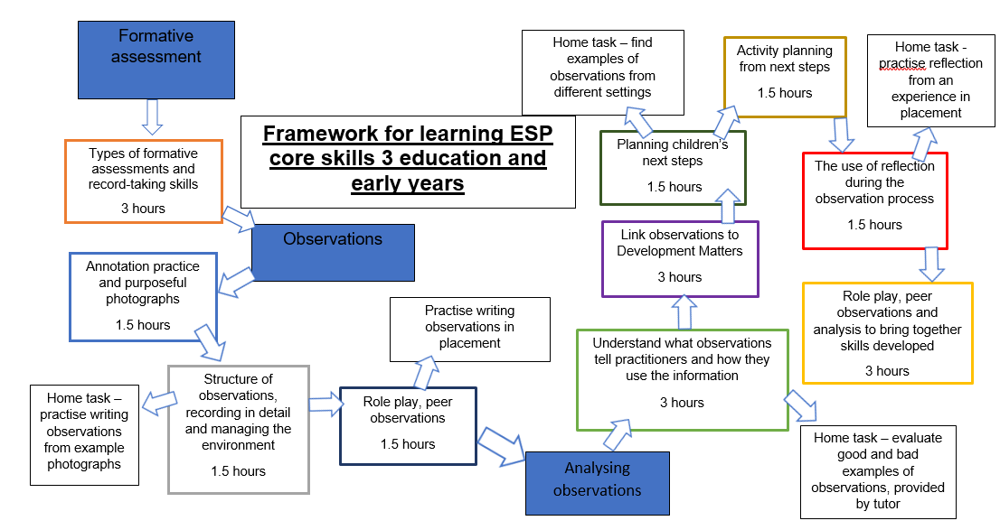 Formative
assessment
Types of formative
assessments and
record-taking skills
3 hours
Framework for learning ESP
core skills 3 education and
early years
Observations
Annotation practice
and purposeful
photographs
1.5 hours
Structure of
observations,
recording in detail
and managing the
environment
1.5 hours
Home task –
practise writing
observations
from example
photographs
Role play, peer
observations
1.5 hours
Practise writing
observations in
placement
Analysing
observations
Understand what observations
tell practitioners and how they
use the information
3 hours
Home task – evaluate
good and bad
examples of
observations, provided
by tutor
Link observations to
Development Matters
3 hours
Planning children's
next steps
1.5 hours
Home task – find
examples of
observations from
different settings
Activity planning
from next steps
1.5 hours
The use of reflection
during the
observation process
1.5 hours
Home task -
practise reflection
from an
experience in
placement
Role play, peer
observations and
analysis to bring together
skills developed
3 hours